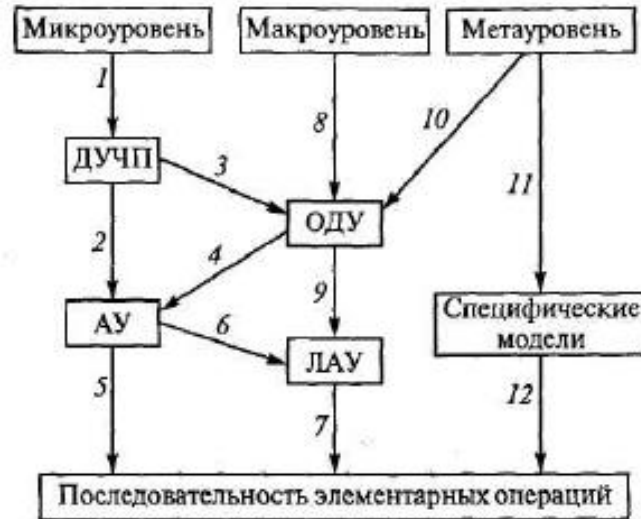 Микроуровень
Макроуровень
Метауровень
1
8
10
ДУЧП
3
11
ОДУ
2
4
9
АУ
6
Специфические
модели
ЛАУ
5
7
12
Последовательность элементарных операций